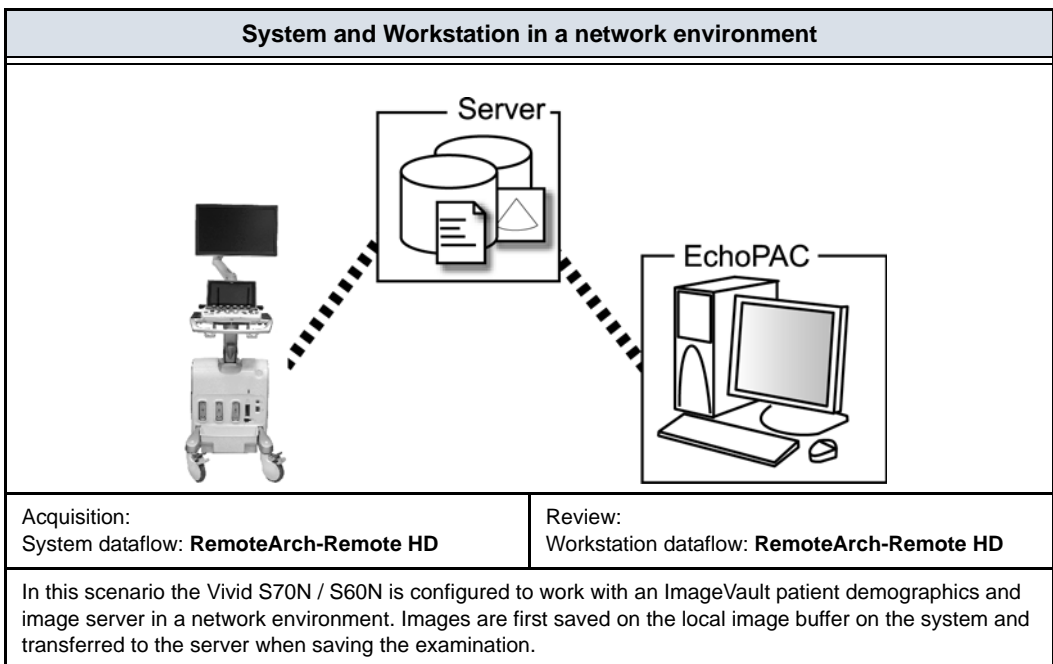 System and Workstation in a network environment
Server
EchoPAC
Acquisition:
System dataflow: RemoteArch-Remote HD
Review:
Workstation dataflow: RemoteArch-Remote HD
In this scenario the Vivid S70N / S60N is configured to work with an ImageVault patient demographics and
image server in a network environment. Images are first saved on the local image buffer on the system and
transferred to the server when saving the examination.